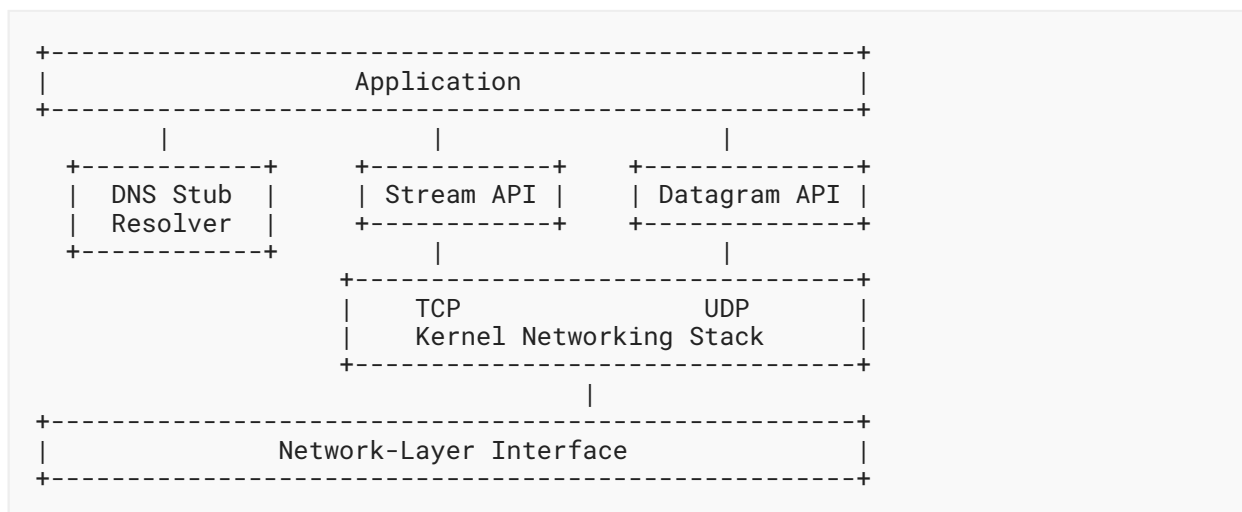 Application
DNS Stub Stream API Datagram API
Resolver
TCP UDP
Kernel Networking Stack
Network-Layer Interface